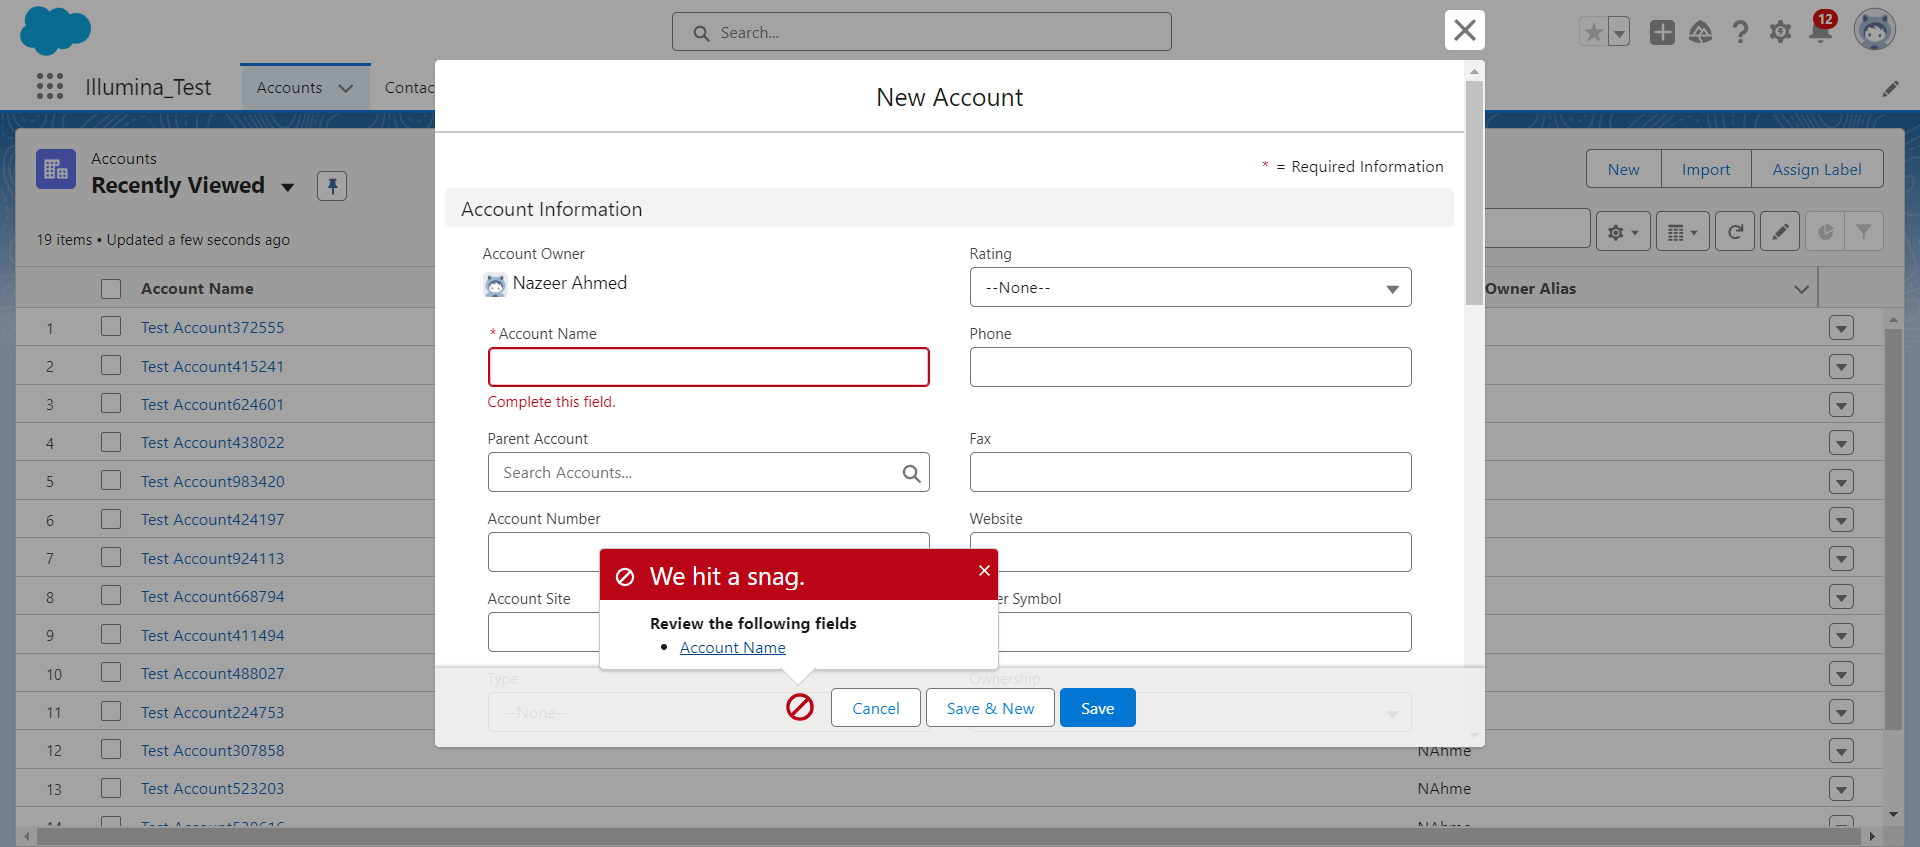 Search...
12
Illumina_Test
Accounts
Contac
New Account
* = Required Information
Accounts
Recently Viewed
New
Import
Assign Label
19 items • Updated a few seconds ago
Account Information
Account Owner
Nazeer Ahmed
Rating
--None--
Account Name
Owner Alias
*Account Name
Complete this field.
Phone
Parent Account
Search Accounts...
Fax
Account Number
Website
Account Site
er Symbol
We hit a snag.
Review the following fields
• Account Name
Type
--None--
Ownership
Cancel
Save & New
Save
1 Test Account372555
2 Test Account415241
3 Test Account624601
4 Test Account438022
5 Test Account983420
6 Test Account424197
7 Test Account924113
8 Test Account668794
9 Test Account411494
10 Test Account488027
11 Test Account224753
12 Test Account307858 NAhme
13 Test Account523203 NAhme
14 NAhme